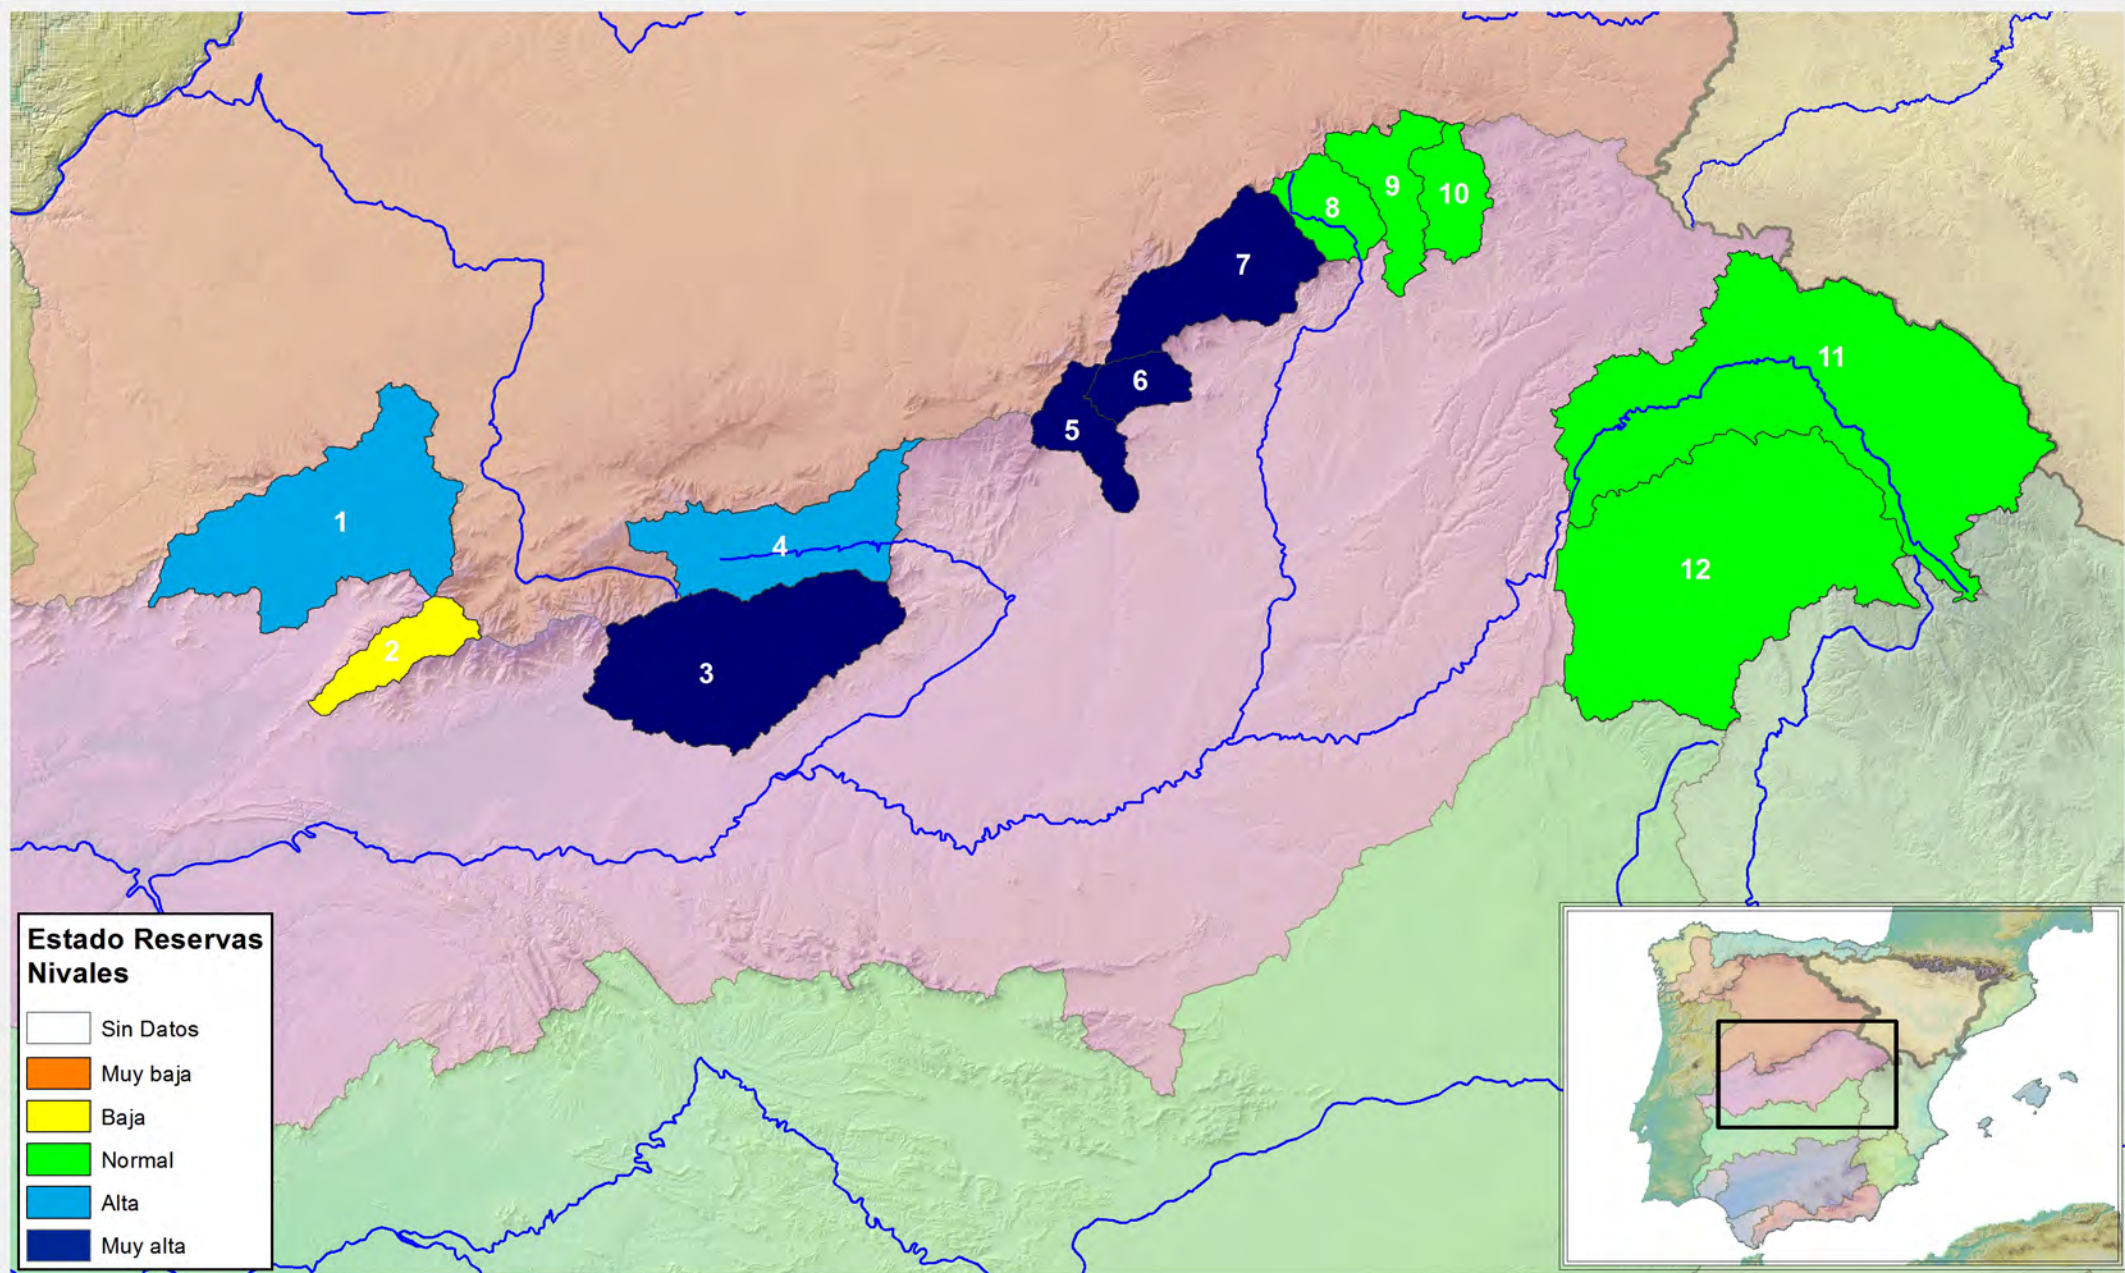 9
10
8
7
11
6
5
1
4
12
2
3
Estado Reservas
Nivales
Sin Datos
Muy baja
Baja
Normal
Alta
Muy alta